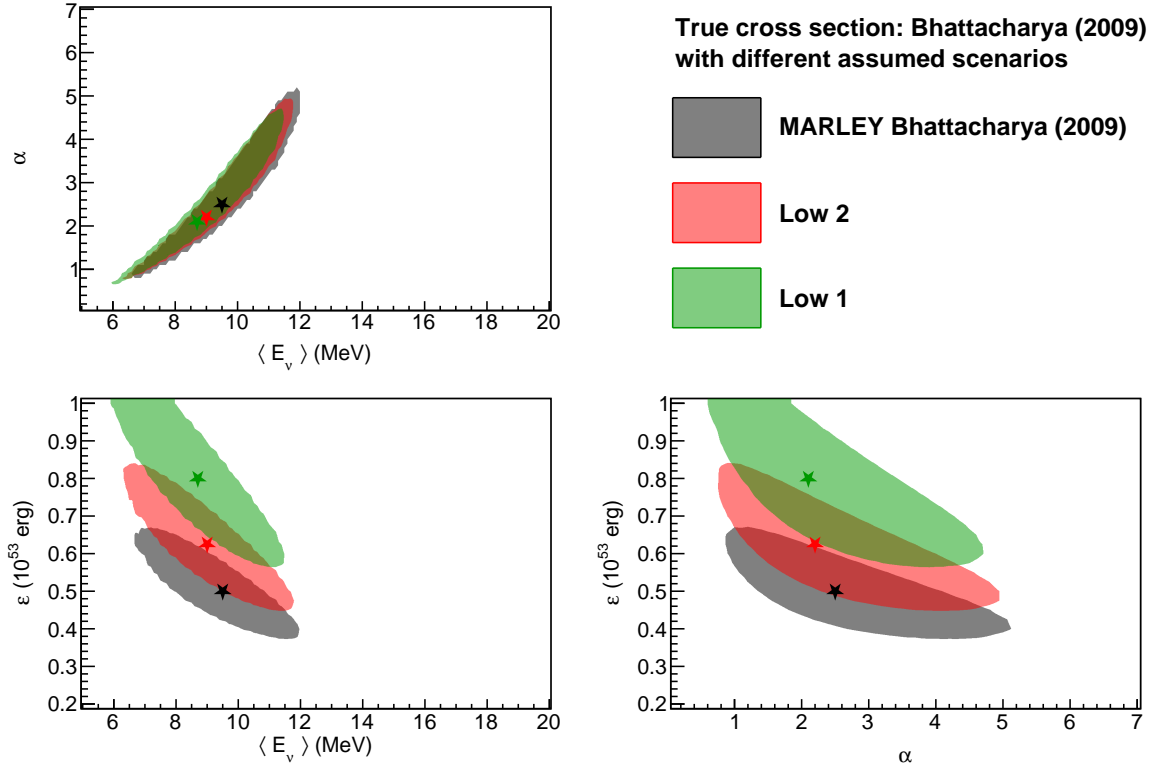 True cross section: Bhattacharya (2009)
with different assumed scenarios
MARLEY Bhattacharya (2009)
Low 2
Low 1
7
6
5
4
3
2
1
α
6 8 10 12 14 16 18 20
⟨ E_ν ⟩ (MeV)
1
0.9
0.8
0.7
0.6
0.5
0.4
0.3
0.2
ε (10^53 erg)
6 8 10 12 14 16 18 20
⟨ E_ν ⟩ (MeV)
1
0.9
0.8
0.7
0.6
0.5
0.4
0.3
0.2
ε (10^53 erg)
1 2 3 4 5 6 7
α